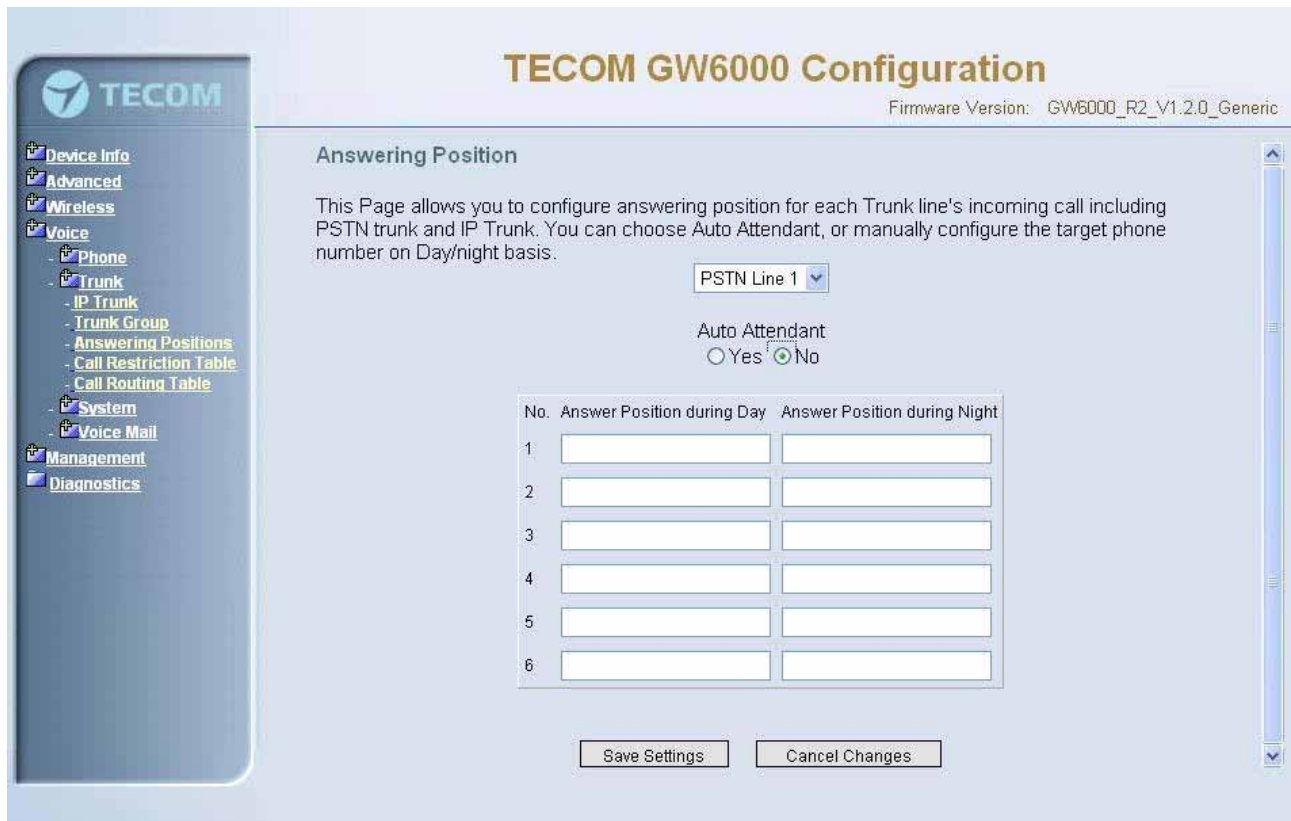 TECOM
TECOM GW6000 Configuration
Firmware Version: GW6000_R2_V1.2.0_Generic
Device Info
Advanced
Wireless
Voice
- Phone
- Trunk
- IP Trunk
- Trunk Group
- Answering Positions
- Call Restriction Table
- Call Routing Table
- System
- Voice Mail
Management
Diagnostics
Answering Position
This Page allows you to configure answering position for each Trunk line's incoming call including
PSTN trunk and IP Trunk. You can choose Auto Attendant, or manually configure the target phone
number on Day/night basis.
PSTN Line 1
Auto Attendant
Yes No
No. Answer Position during Day Answer Position during Night
1
2
3
4
5
6
Save Settings Cancel Changes